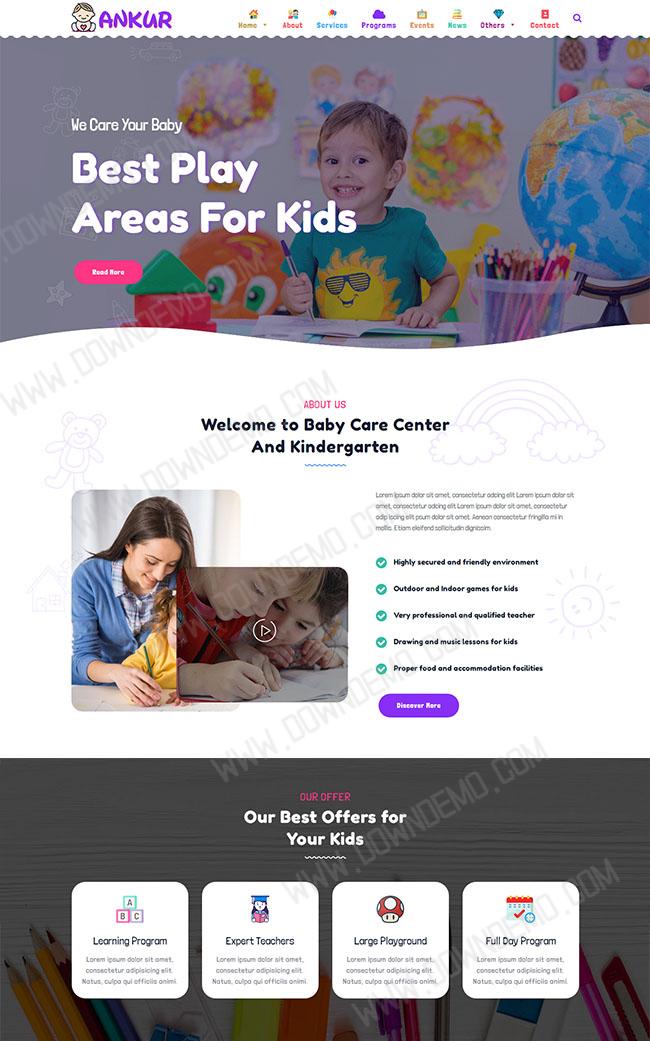 ANKUR
Home
About
Services
Programs
Events
News
Others
Contact
We Care Your Baby
Best Play
Areas For Kids
Read More
ABOUT US
Welcome to Baby Care Center
And Kindergarten
Lorem ipsum dolor sit amet, consectetur adcing elit Lorem ipsum dolor sit
amet, consectetur adcing elit Lorem ipsum dolor sit amet, consectetur
adip iscing elit psum dolor sit amet. Aenean consectetur fringilla mi in
mollis. Etiam eleifend sollicitudin dignissim.
Highly secured and friendly environment
Outdoor and Indoor games for kids
Very professional and qualified teacher
Drawing and music lessons for kids
Proper food and accommodation facilities
Discover More
OUR OFFER
Our Best Offers for
Your Kids
A
B C
Learning Program
Lorem ipsum dolor sit amet,
consectetur adipisicing elit.
Natus, culpa qui officiis animi.
Expert Teachers
Lorem ipsum dolor sit amet,
consectetur adipisicing elit.
Natus, culpa qui officiis animi.
Large Playground
Lorem ipsum dolor sit amet,
consectetur adipisicing elit.
Natus, culpa qui officiis animi.
Full Day Program
Lorem ipsum dolor sit amet,
consectetur adipisicing elit.
Natus, culpa qui officiis animi.
WWW.DOWNDEMO.COM